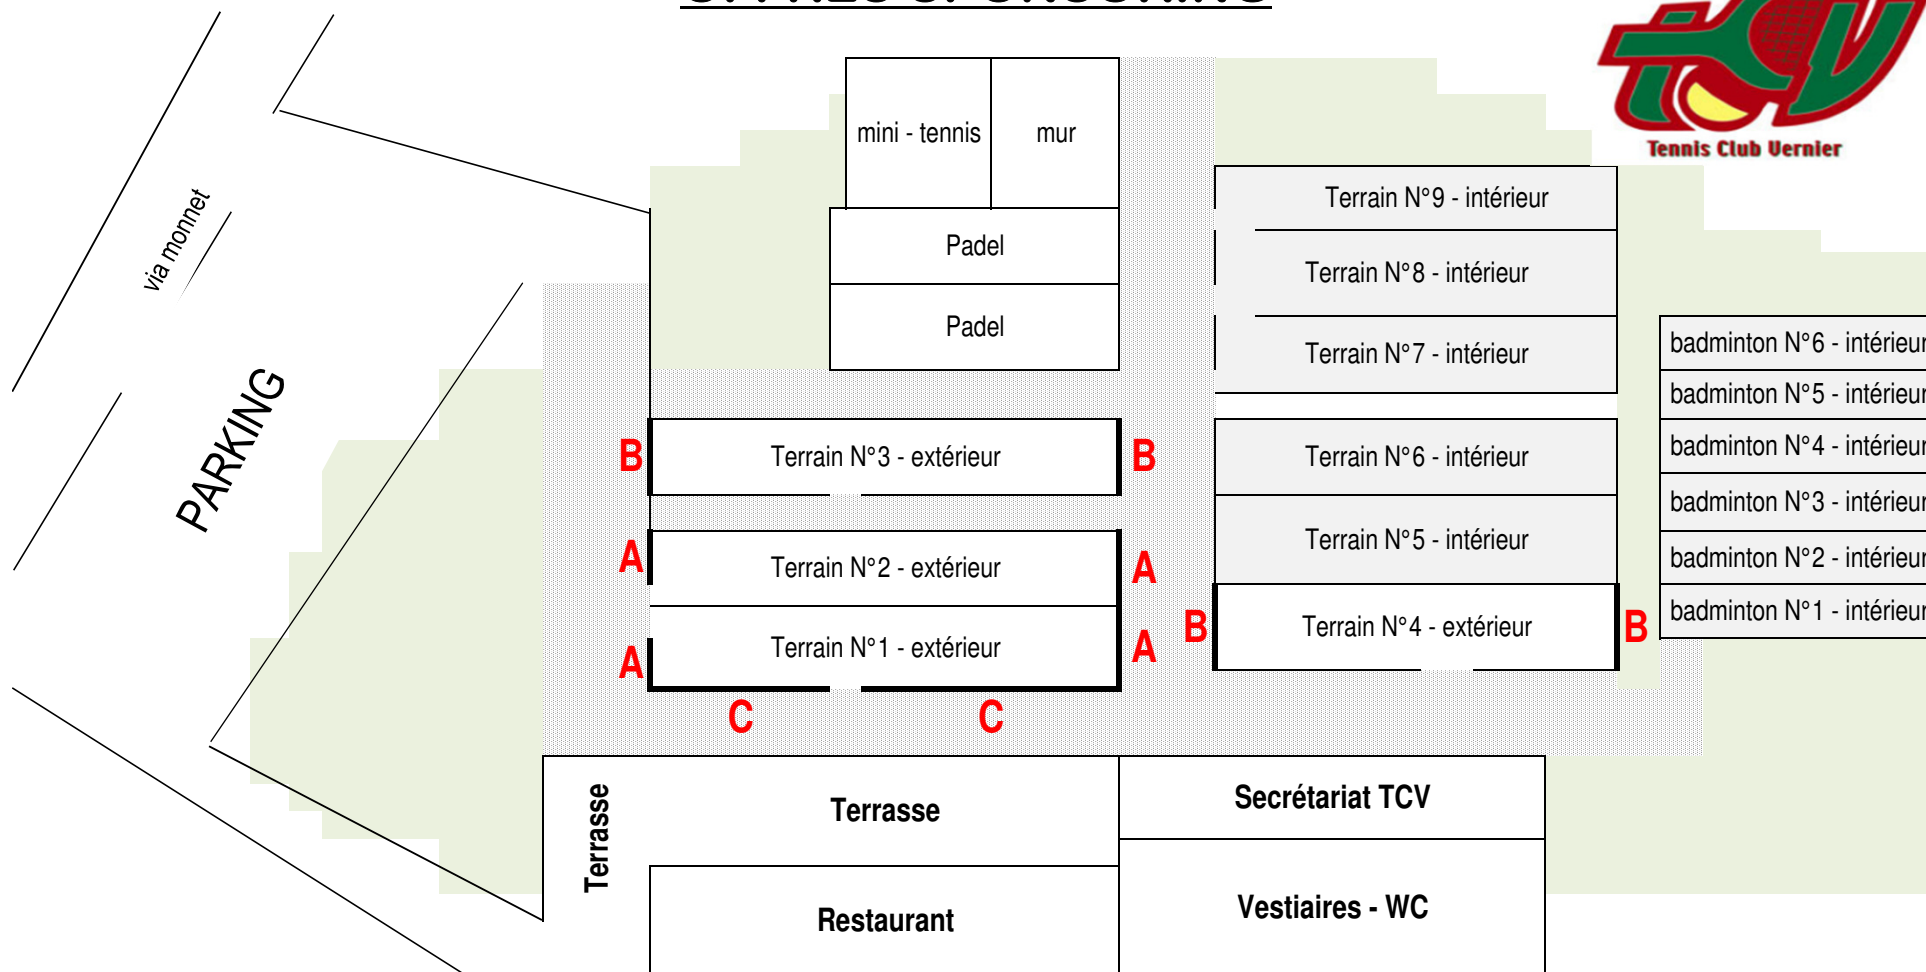 OFFRES SPONSORING
Tennis Club Vernier
mini - tennis
mur
via monnet
Terrain N°9 - intérieur
Padel
Terrain N°8 - intérieur
Padel
Terrain N°7 - intérieur
badminton N°6 - intérieur
badminton N°5 - intérieur
PARKING
B
Terrain N°3 - extérieur
B
Terrain N°6 - intérieur
badminton N°4 - intérieur
badminton N°3 - intérieur
A
Terrain N°2 - extérieur
A
Terrain N°5 - intérieur
badminton N°2 - intérieur
badminton N°1 - intérieur
A
Terrain N°1 - extérieur
A
B
Terrain N°4 - extérieur
B
C
C
Terrasse
Terrasse
Secrétariat TCV
Restaurant
Vestiaires - WC